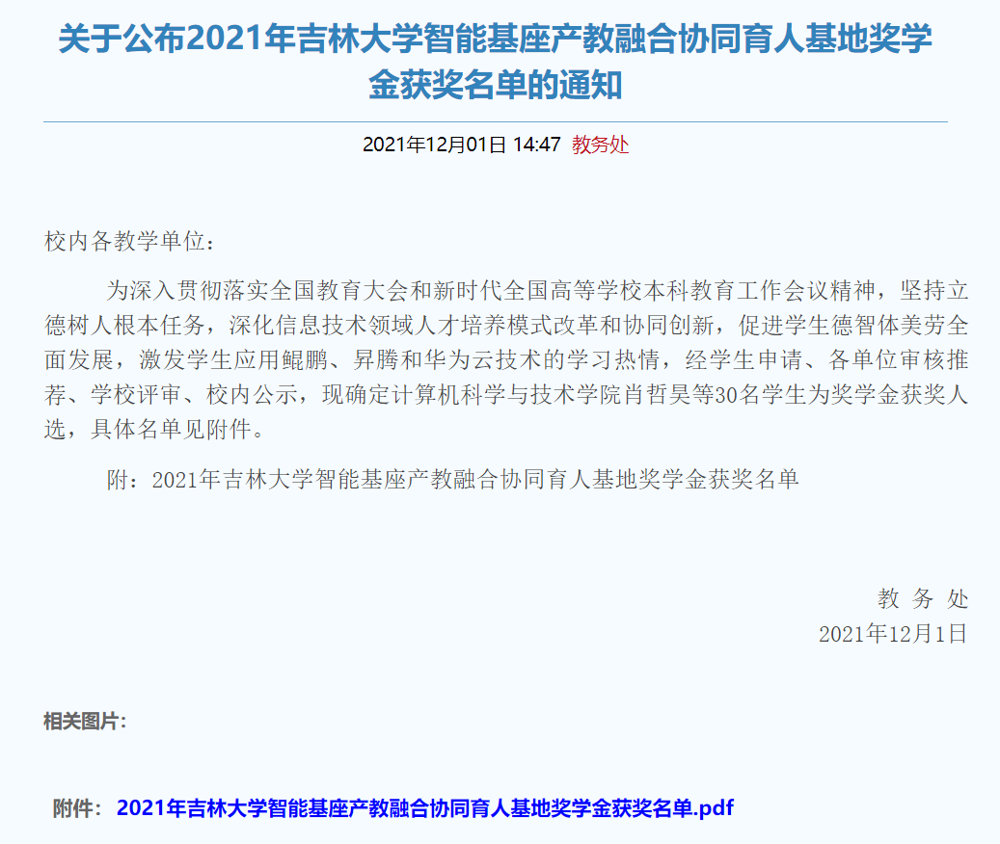 关于公布2021年吉林大学智能基座产教融合协同育人基地奖学
金获奖名单的通知
2021年12月01日 14:47 教务处
校内各教学单位：
为深入贯彻落实全国教育大会和新时代全国高等学校本科教育工作会议精神，坚持立
德树人根本任务，深化信息技术领域人才培养模式改革和协同创新，促进学生德智体美劳全
面发展，激发学生应用鲲鹏、昇腾和华为云技术的学习热情，经学生申请、各单位审核推
荐、学校评审、校内公示，现确定计算机科学与技术学院肖哲昊等30名学生为奖学金获奖人
选，具体名单见附件。
附：2021年吉林大学智能基座产教融合协同育人基地奖学金获奖名单
教 务 处
2021年12月1日
相关图片：
附件： 2021年吉林大学智能基座产教融合协同育人基地奖学金获奖名单.pdf